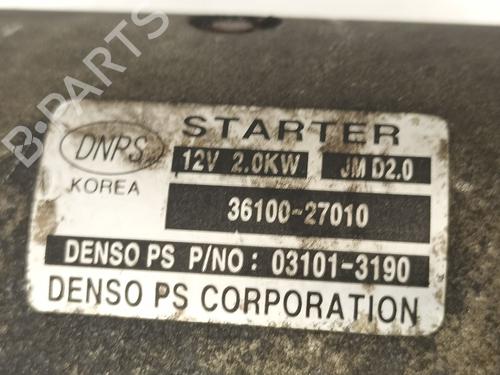 B-PARTS
STARTER
DNPS
12V 2.0KW JM D2.0
KOREA
36100-27010
DENSO PS P/NO : 03101-3190
DENSO PS CORPORATION